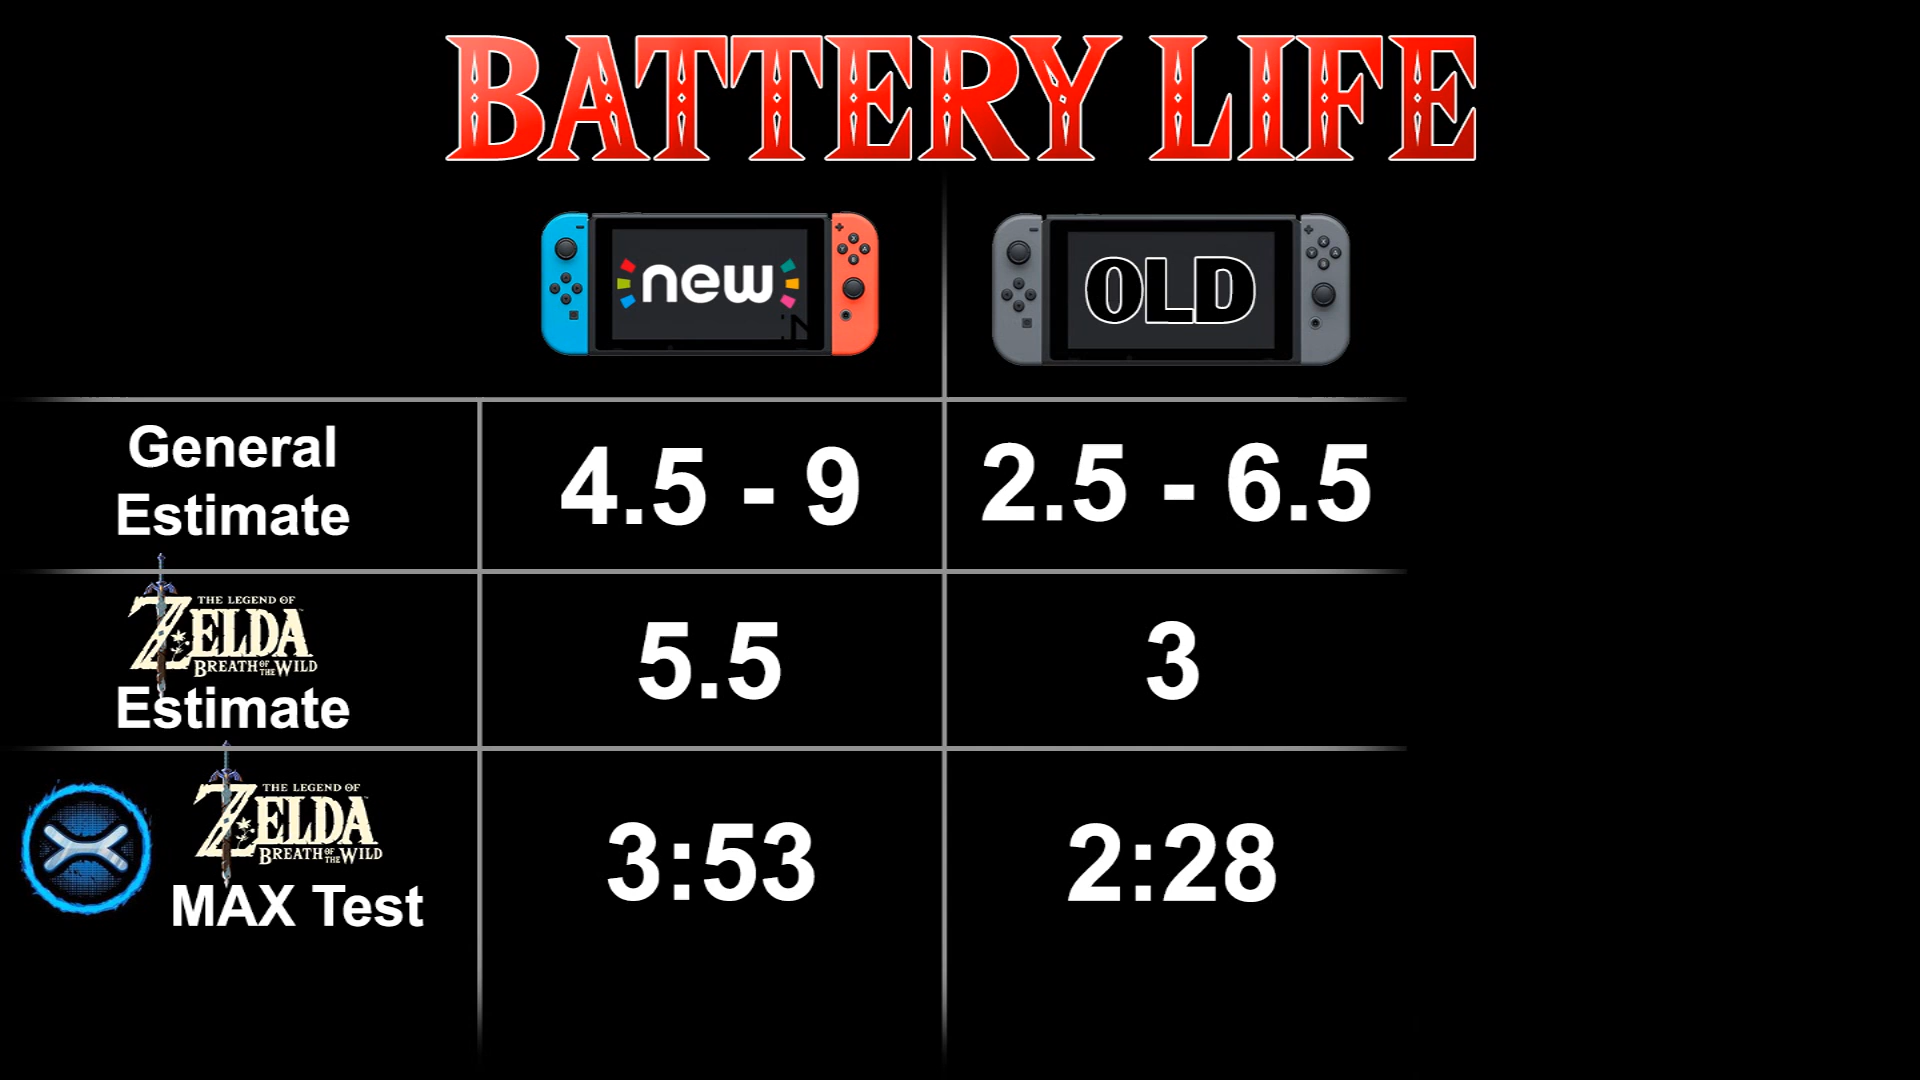 BATTERY LIFE
new
OLD
General
Estimate
4.5 - 9
2.5 - 6.5
THE LEGEND OF
ZELDA
BREATH OF THE WILD
Estimate
5.5
3
THE LEGEND OF
ZELDA
BREATH OF THE WILD
MAX Test
3:53
2:28